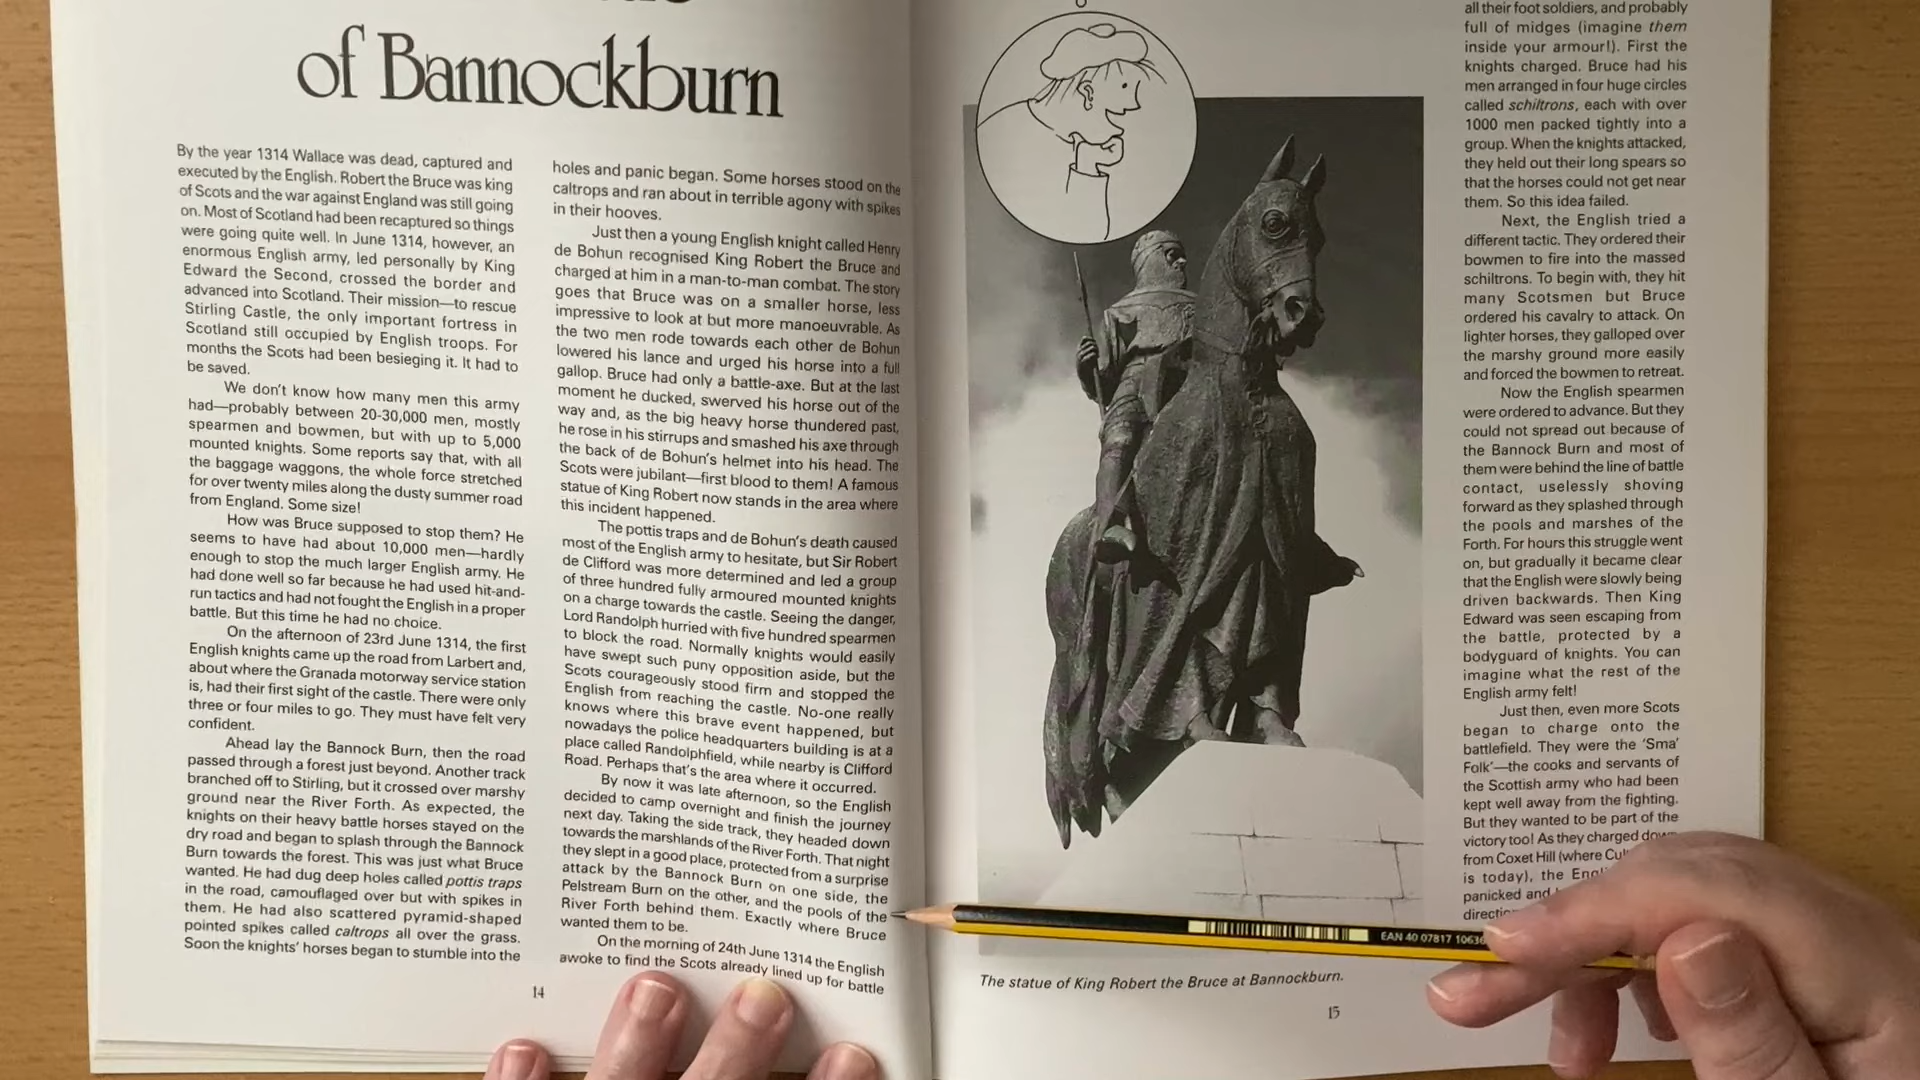 of Bannockburn
By the year 1314 Wallace was dead, captured and
executed by the English. Robert the Bruce was king
of Scots and the war against England was still going
on. Most of Scotland had been recaptured so things
were going quite well. In June 1314, however, an
enormous English army, led personally by King
Edward the Second, crossed the border and
advanced into Scotland. Their mission—to rescue
Stirling Castle, the only important fortress in
Scotland still occupied by English troops. For
months the Scots had been besieging it. It had to
be saved.
We don't know how many men this army
had—probably between 20-30,000 men, mostly
spearmen and bowmen, but with up to 5,000
mounted knights. Some reports say that, with all
the baggage waggons, the whole force stretched
for over twenty miles along the dusty summer road
from England. Some size!
How was Bruce supposed to stop them? He
seems to have had about 10,000 men—hardly
enough to stop the much larger English army. He
had done well so far because he had used hit-and-
run tactics and had not fought the English in a proper
battle. But this time he had no choice.
On the afternoon of 23rd June 1314, the first
English knights came up the road from Larbert and,
about where the Granada motorway service station
is, had their first sight of the castle. There were only
three or four miles to go. They must have felt very
confident.
Ahead lay the Bannock Burn, then the road
passed through a forest just beyond. Another track
branched off to Stirling, but it crossed over marshy
ground near the River Forth. As expected, the
knights on their heavy battle horses stayed on the
dry road and began to splash through the Bannock
Burn towards the forest. This was just what Bruce
wanted. He had dug deep holes called pottis traps
in the road, camouflaged over but with spikes in
them. He had also scattered pyramid-shaped
pointed spikes called caltrops all over the grass.
Soon the knights' horses began to stumble into the
14
holes and panic began. Some horses stood on the
caltrops and ran about in terrible agony with spikes
in their hooves.
Just then a young English knight called Henry
de Bohun recognised King Robert the Bruce and
charged at him in a man-to-man combat. The story
goes that Bruce was on a smaller horse, less
impressive to look at but more manoeuvrable. As
the two men rode towards each other de Bohun
lowered his lance and urged his horse into a full
gallop. Bruce had only a battle-axe. But at the last
moment he ducked, swerved his horse out of the
way and, as the big heavy horse thundered past,
he rose in his stirrups and smashed his axe through
the back of de Bohun's helmet into his head. The
Scots were jubilant—first blood to them! A famous
statue of King Robert now stands in the area where
this incident happened.
The pottis traps and de Bohun's death caused
most of the English army to hesitate, but Sir Robert
de Clifford was more determined and led a group
of three hundred fully armoured mounted knights
on a charge towards the castle. Seeing the danger,
Lord Randolph hurried with five hundred spearmen
to block the road. Normally knights would easily
have swept such puny opposition aside, but the
Scots courageously stood firm and stopped the
English from reaching the castle. No-one really
knows where this brave event happened, but
nowadays the police headquarters building is at a
place called Randolphfield, while nearby is Clifford
Road. Perhaps that's the area where it occurred.
By now it was late afternoon, so the English
decided to camp overnight and finish the journey
next day. Taking the side track, they headed down
towards the marshlands of the River Forth. That night
they slept in a good place, protected from a surprise
attack by the Bannock Burn on one side, the
Pelstream Burn on the other, and the pools of the
River Forth behind them. Exactly where Bruce
wanted them to be.
On the morning of 24th June 1314 the English
awoke to find the Scots already lined up for battle
The statue of King Robert the Bruce at Bannockburn.
15
all their foot soldiers, and probably
full of midges (imagine them
inside your armour!). First the
knights charged. Bruce had his
men arranged in four huge circles
called schiltrons, each with over
1000 men packed tightly into a
group. When the knights attacked,
they held out their long spears so
that the horses could not get near
them. So this idea failed.
Next, the English tried a
different tactic. They ordered their
bowmen to fire into the massed
schiltrons. To begin with, they hit
many Scotsmen but Bruce
ordered his cavalry to attack. On
lighter horses, they galloped over
the marshy ground more easily
and forced the bowmen to retreat.
Now the English spearmen
were ordered to advance. But they
could not spread out because of
the Bannock Burn and most of
them were behind the line of battle
contact, uselessly shoving
forward as they splashed through
the pools and marshes of the
Forth. For hours this struggle went
on, but gradually it became clear
that the English were slowly being
driven backwards. Then King
Edward was seen escaping from
the battle, protected by a
bodyguard of knights. You can
imagine what the rest of the
English army felt!
Just then, even more Scots
began to charge onto the
battlefield. They were the 'Sma'
Folk'—the cooks and servants of
the Scottish army who had been
kept well away from the fighting.
But they wanted to be part of the
victory too! As they charged down
from Coxet Hill (where
is today), the
panicked and
EAN 40 07817